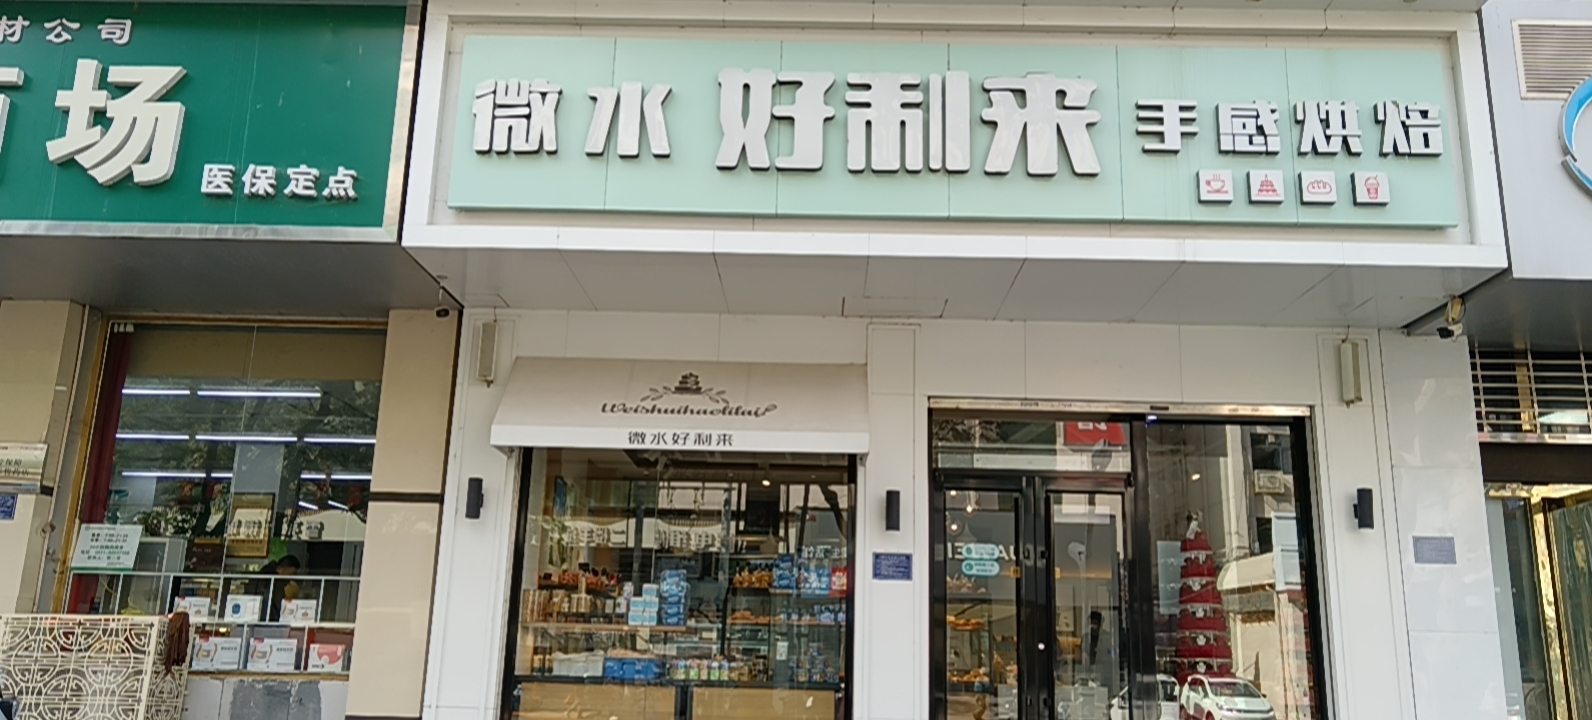 材公司
场
医保定点
微水 好利来 手感烘焙
Weishuihaolilai
微水好利来